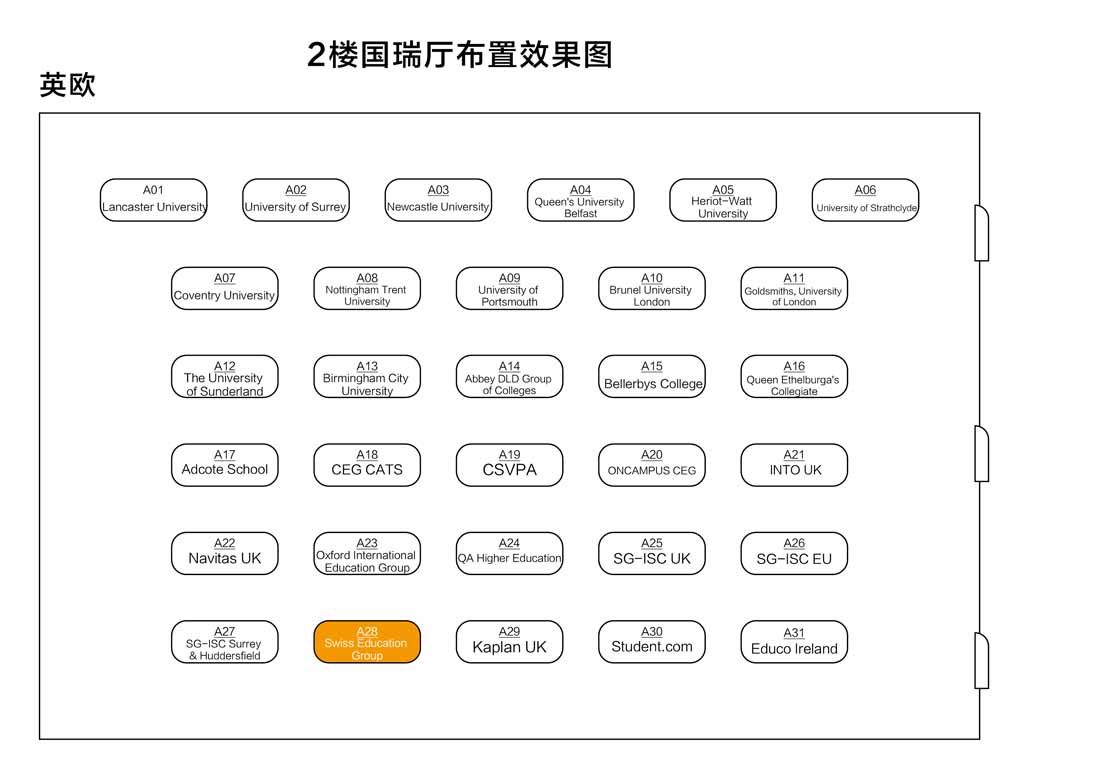 2楼国瑞厅布置效果图
英欧
A01
Lancaster University
A02
University of Surrey
A03
Newcastle University
A04
Queen's University
Belfast
A05
Heriot-Watt
University
A06
University of Strathclyde
A07
Coventry University
A08
Nottingham Trent
University
A09
University of
Portsmouth
A10
Brunel University
London
A11
Goldsmiths, University
of London
A12
The University
of Sunderland
A13
Birmingham City
University
A14
Abbey DLD Group
of Colleges
A15
Bellerbys College
A16
Queen Ethelburga's
Collegiate
A17
Adcote School
A18
CEG CATS
A19
CSVPA
A20
ONCAMPUS CEG
A21
INTO UK
A22
Navitas UK
A23
Oxford International
Education Group
A24
QA Higher Education
A25
SG-ISC UK
A26
SG-ISC EU
A27
SG-ISC Surrey
& Huddersfield
A28
Swiss Education
Group
A29
Kaplan UK
A30
Student.com
A31
Educo Ireland